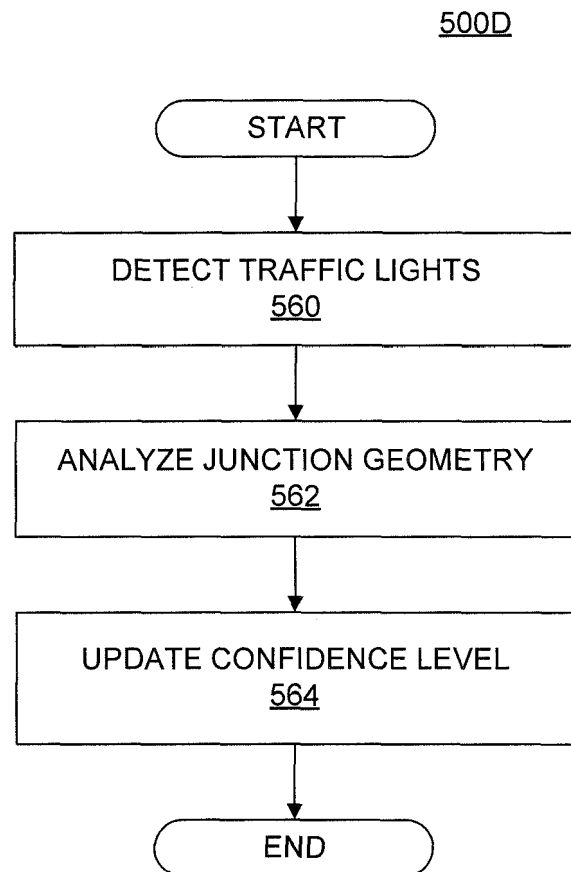 500D
START
DETECT TRAFFIC LIGHTS
560
ANALYZE JUNCTION GEOMETRY
562
UPDATE CONFIDENCE LEVEL
564
END